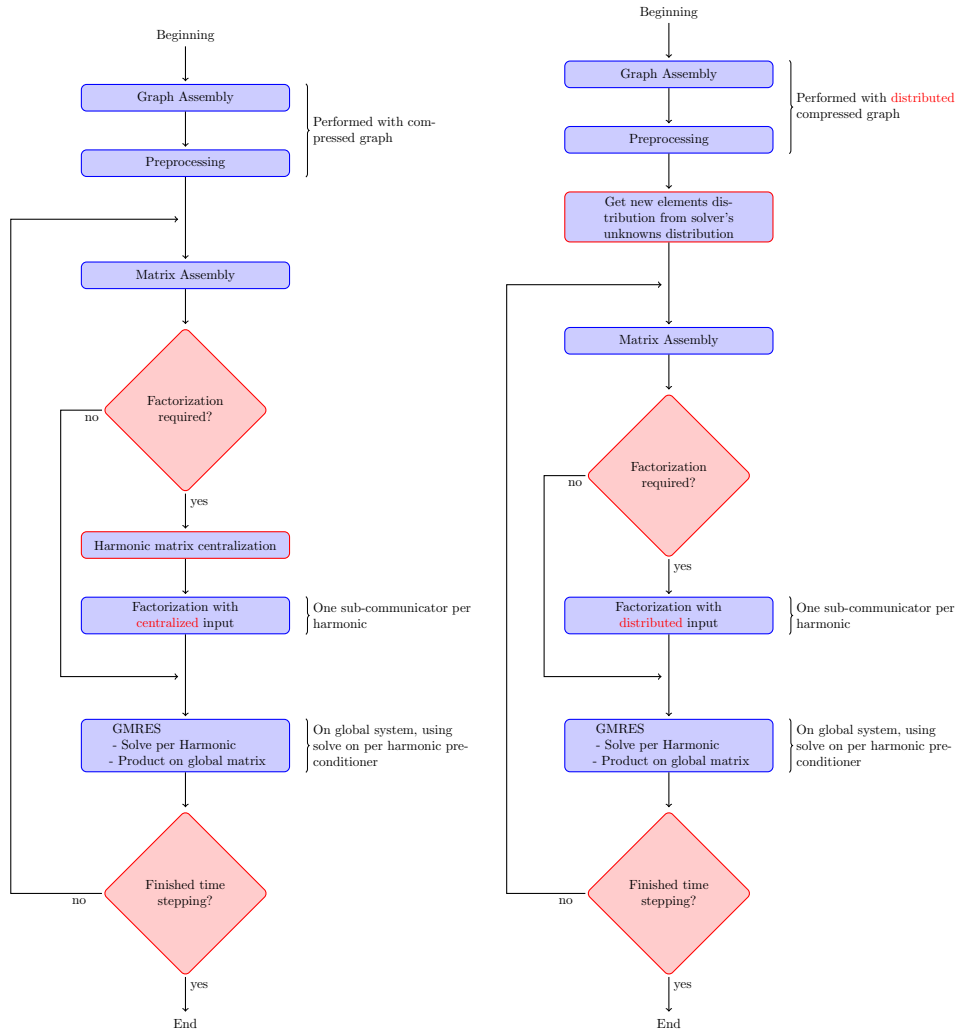 Beginning
Graph Assembly
Performed with com-
pressed graph
Preprocessing
Matrix Assembly
Factorization
required?
no
yes
Harmonic matrix centralization
Factorization with
centralized input
One sub-communicator per
harmonic
GMRES
- Solve per Harmonic
- Product on global matrix
On global system, using
solve on per harmonic pre-
conditioner
Finished time
stepping?
no
yes
End
Beginning
Graph Assembly
Performed with distributed
compressed graph
Preprocessing
Get new elements dis-
tribution from solver's
unknowns distribution
Matrix Assembly
Factorization
required?
no
yes
Factorization with
distributed input
One sub-communicator per
harmonic
GMRES
- Solve per Harmonic
- Product on global matrix
On global system, using
solve on per harmonic pre-
conditioner
Finished time
stepping?
no
yes
End